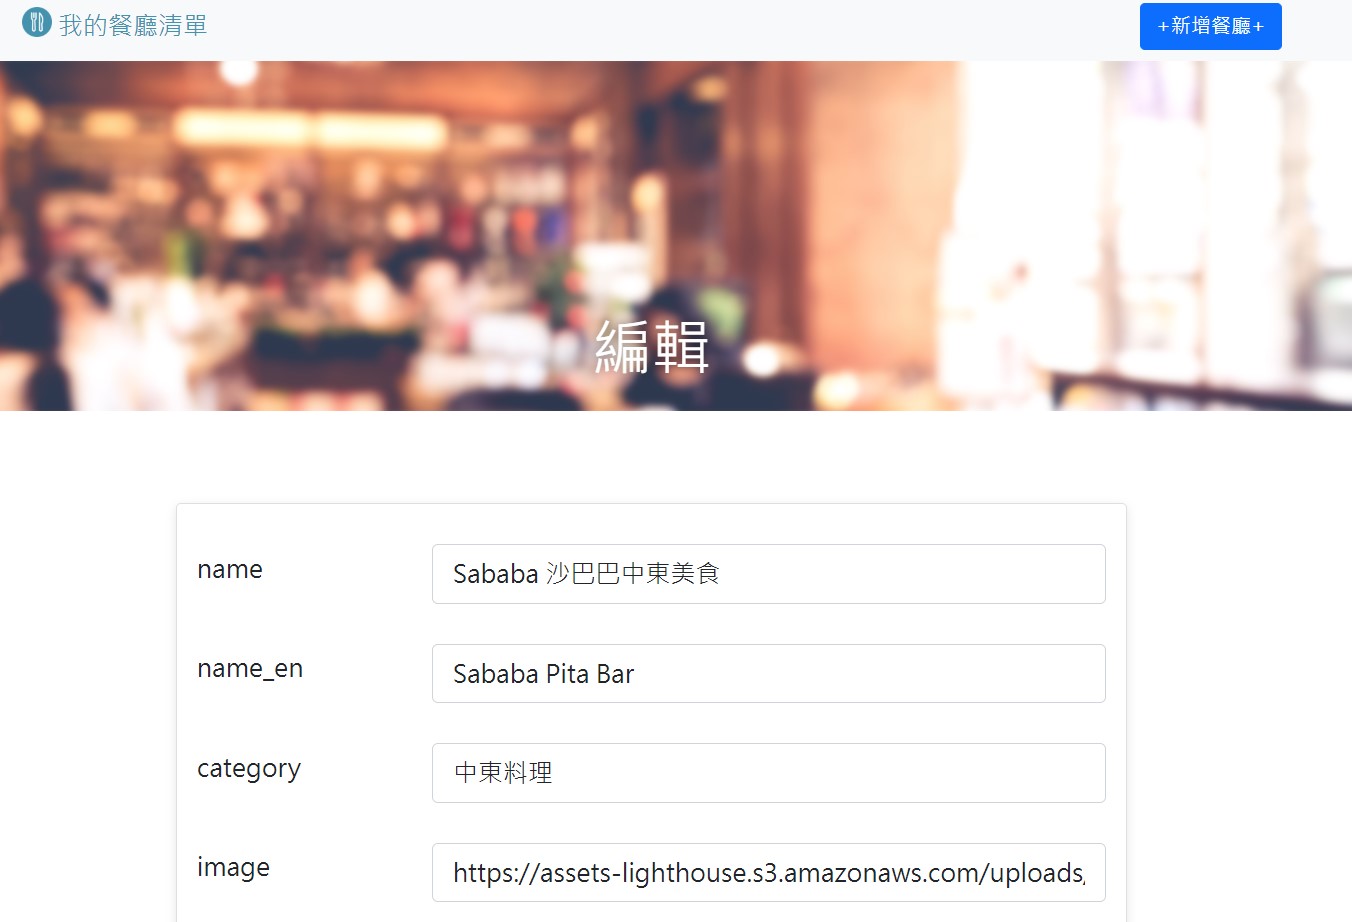 我的餐廳清單
+新增餐廳+
編輯
name
Sababa 沙巴巴中東美食
name_en
Sababa Pita Bar
category
中東料理
image
https://assets-lighthouse.s3.amazonaws.com/uploads/